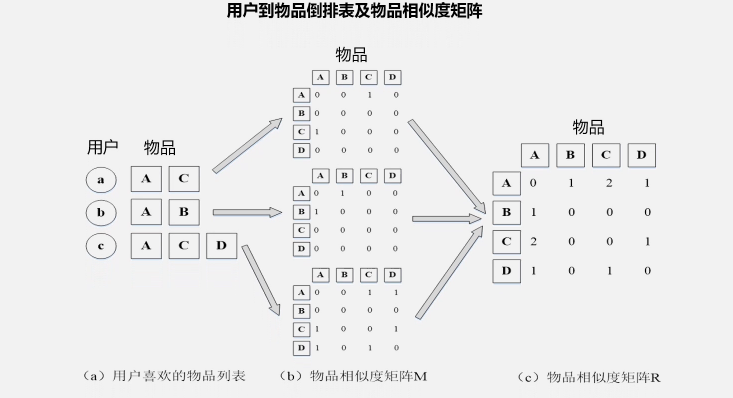 用户到物品倒排表及物品相似度矩阵
用户 物品
a A C
b A B
c A C D
(a) 用户喜欢的物品列表
物品
A B C D
A 0 0 1 0
B 0 0 0 0
C 1 0 0 0
D 0 0 0 0
A B C D
A 0 1 0 0
B 1 0 0 0
C 0 0 0 0
D 0 0 0 0
A B C D
A 0 0 1 1
B 0 0 0 0
C 1 0 0 1
D 1 0 1 0
(b) 物品相似度矩阵M
物品
A B C D
A 0 1 2 1
B 1 0 0 0
C 2 0 0 1
D 1 0 1 0
(c) 物品相似度矩阵R